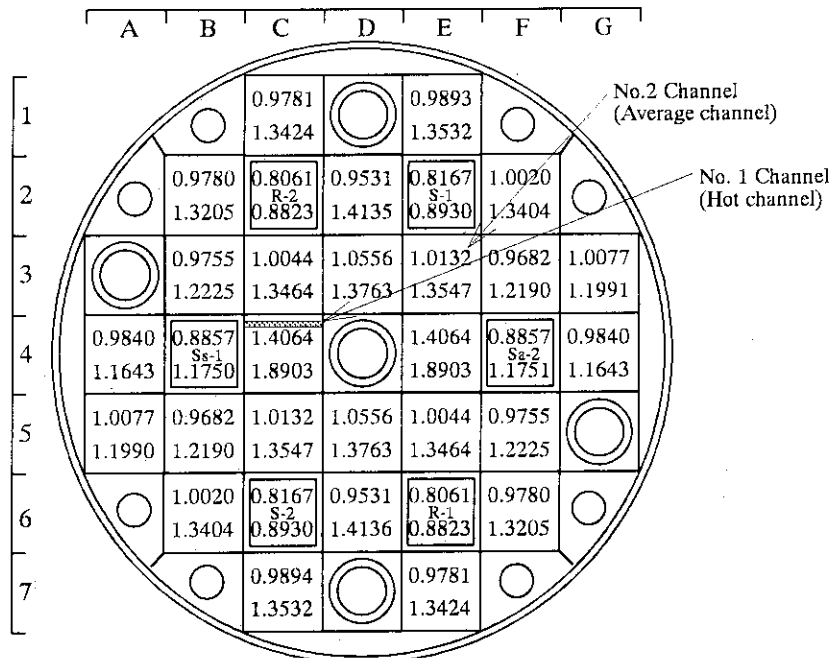 A B C D E F G
No.2 Channel
(Average channel)
No. 1 Channel
(Hot channel)
1
0.9781 0.9893
1.3424 1.3532
2
0.9780 0.8061 0.9531 0.8167 1.0020
R-2 S-1
1.3205 0.8823 1.4135 0.8930 1.3404
3
0.9755 1.0044 1.0556 1.0132 0.9682 1.0077
1.2225 1.3464 1.3763 1.3547 1.2190 1.1991
4
0.9840 0.8857 1.4064 1.4064 0.8857 0.9840
Ss-1 Sa-2
1.1643 1.1750 1.8903 1.8903 1.1751 1.1643
5
1.0077 0.9682 1.0132 1.0556 1.0044 0.9755
1.1990 1.2190 1.3547 1.3763 1.3464 1.2225
6
1.0020 0.8167 0.9531 0.8061 0.9780
S-2 R-1
1.3404 0.8930 1.4136 0.8823 1.3205
7
0.9894 0.9781
1.3532 1.3424